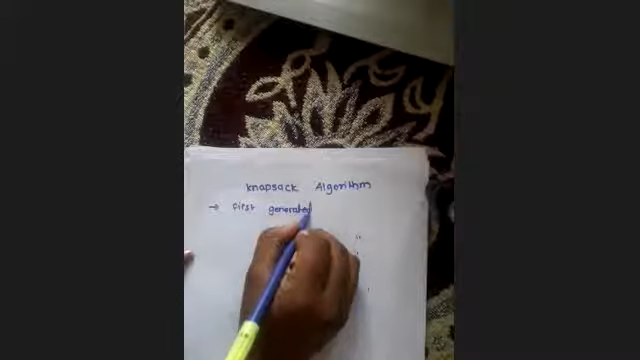 Knapsack Algorithm
→ First generated